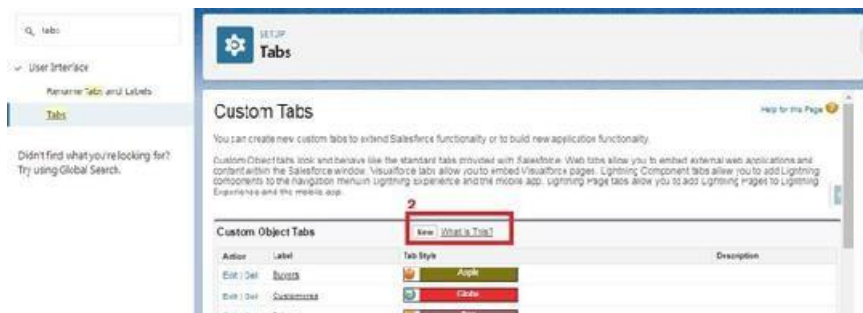 tabs
User Interface
Rename Tabs and Labels
Tabs
Didn't find what you're looking for?
Try using Global Search.
SETUP
Tabs
Custom Tabs
Help for this Page
You can create new custom tabs to extend Salesforce functionality or to build new application functionality.
Custom Object tabs look and behave like the standard tabs provided with Salesforce. Web tabs allow you to embed external web applications and
content within the Salesforce window. Visualforce tabs allow you to embed Visualforce pages. Lightning Component tabs allow you to add Lightning
components to the navigation menu in Lightning Experience and the mobile app. Lightning Page tabs allow you to add Lightning Pages to Lightning
Experience and the mobile app.
2
Custom Object Tabs New What Is This?
Action Label Tab Style Description
Edit | Del Buyers Apple
Edit | Del Customers Globe